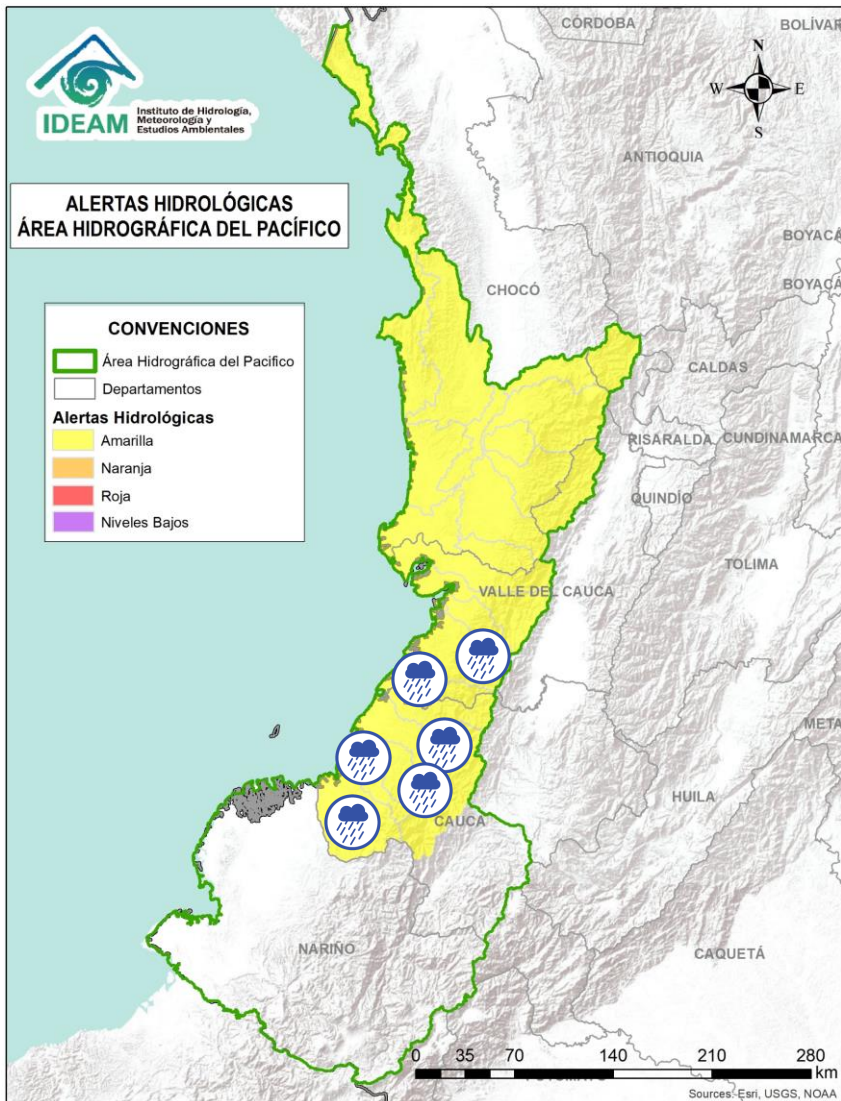 CÓRDOBA
BOLÍVAR
IDEAM
Instituto de Hidrología,
Meteorología y
Estudios Ambientales
N
W E
S
ANTIOQUIA
ALERTAS HIDROLÓGICAS
ÁREA HIDROGRÁFICA DEL PACÍFICO
BOYACÁ
BOYACÁ
CHOCÓ
CONVENCIONES
Área Hidrográfica del Pacifico
Departamentos
Alertas Hidrológicas
Amarilla
Naranja
Roja
Niveles Bajos
CALDAS
RISARALDA
CUNDINAMARCA
QUINDÍO
TOLIMA
VALLE DEL CAUCA
META
HUILA
CAUCA
NARIÑO
CAQUETÁ
0 35 70 140 210 280
km
Sources: Esri, USGS, NOAA